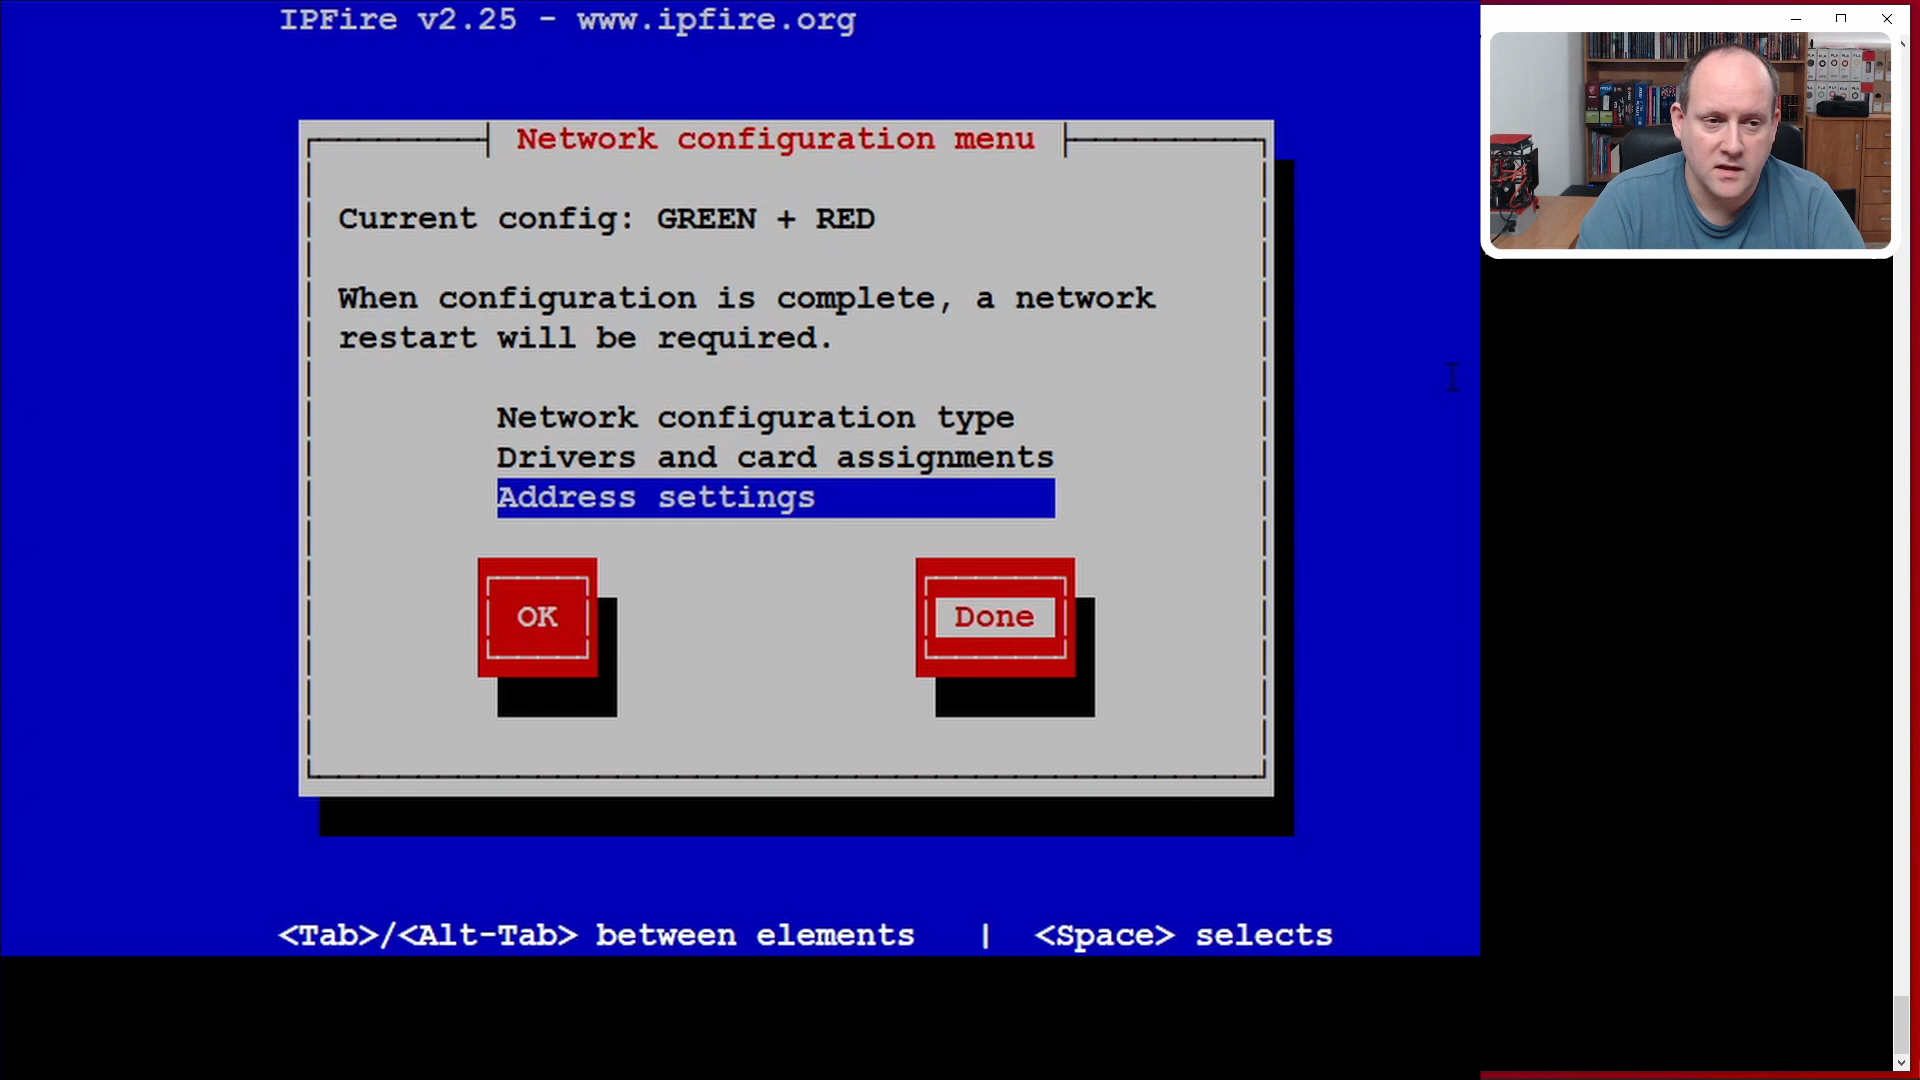 IPFire v2.25 - www.ipfire.org
Network configuration menu
Current config: GREEN + RED
When configuration is complete, a network
restart will be required.
Network configuration type
Drivers and card assignments
Address settings
OK
Done
<Tab>/<Alt-Tab> between elements | <Space> selects